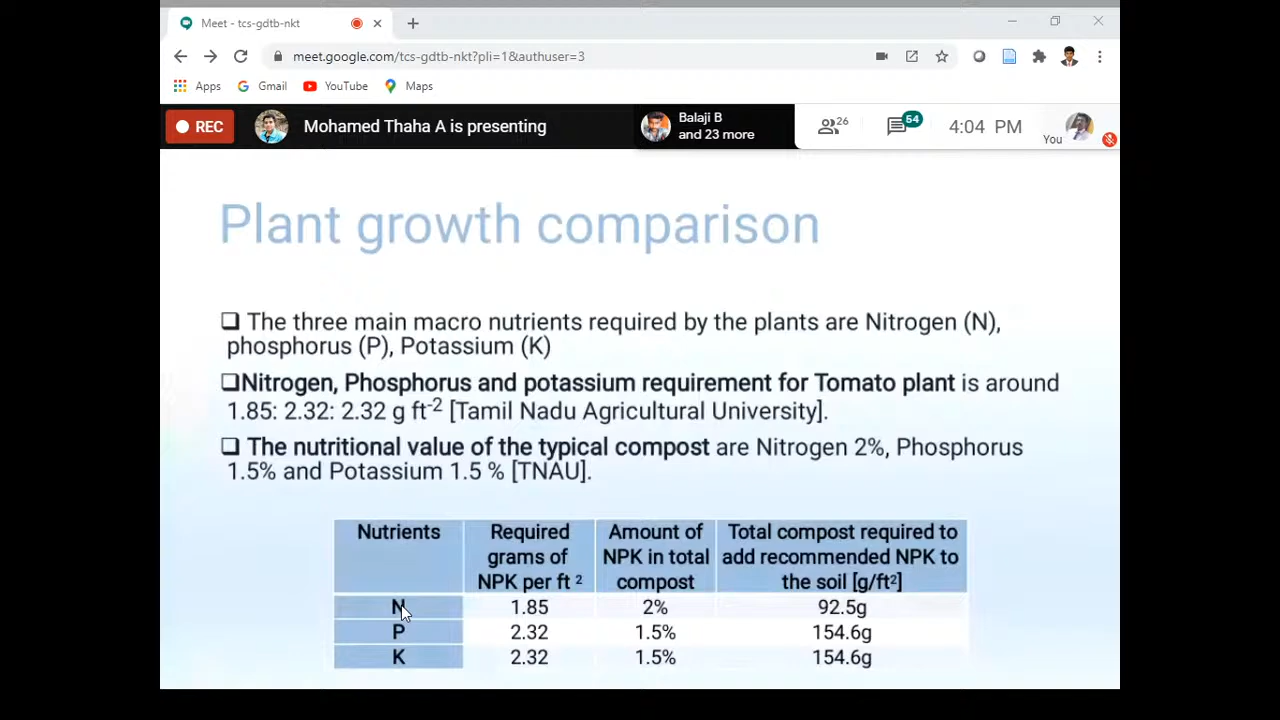 Meet - tcs-gdtb-nkt
meet.google.com/tcs-gdtb-nkt?pli=1&authuser=3
Apps Gmail YouTube Maps
REC Mohamed Thaha A is presenting
Balaji B
and 23 more
26
54
4:04 PM
You
Plant growth comparison
The three main macro nutrients required by the plants are Nitrogen (N),
phosphorus (P), Potassium (K)
Nitrogen, Phosphorus and potassium requirement for Tomato plant is around
1.85: 2.32: 2.32 g ft-2 [Tamil Nadu Agricultural University].
The nutritional value of the typical compost are Nitrogen 2%, Phosphorus
1.5% and Potassium 1.5 % [TNAU].
Nutrients
Required
grams of
NPK per ft 2
Amount of
NPK in total
compost
Total compost required to
add recommended NPK to
the soil [g/ft2]
N 1.85 2% 92.5g
P 2.32 1.5% 154.6g
K 2.32 1.5% 154.6g